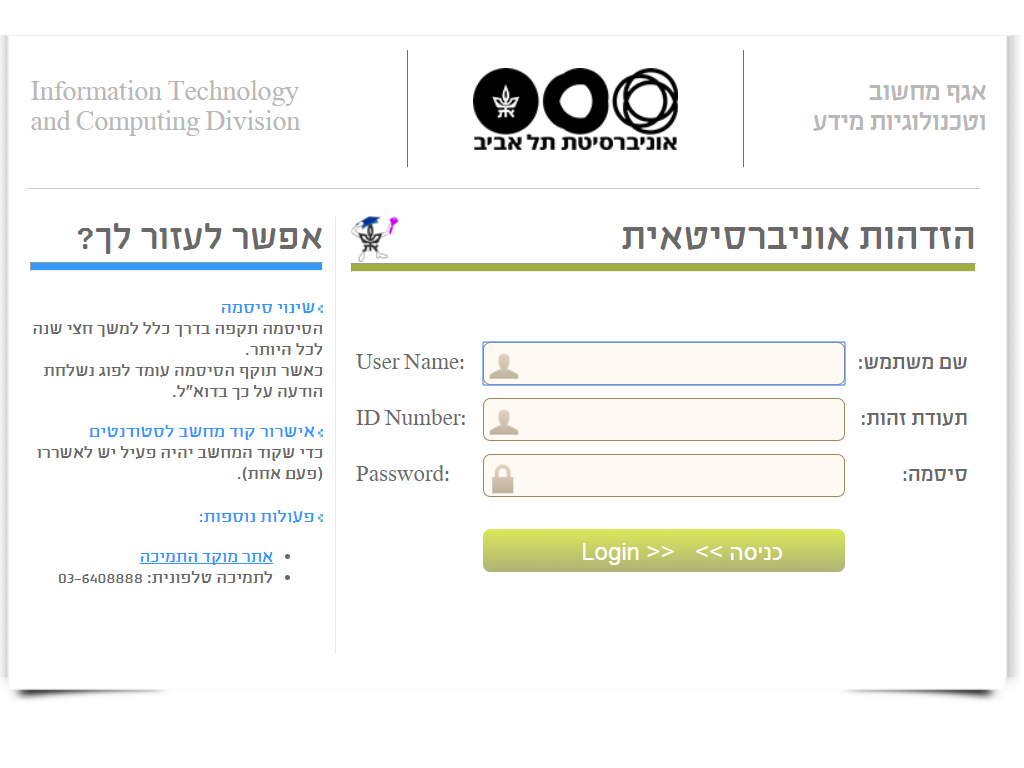 Information Technology
and Computing Division
אוניברסיטת תל אביב
אגף מחשוב
וטכנולוגיות מידע
הזדהות אוניברסיטאית
שם משתמש:
User Name:
תעודת זהות:
ID Number:
סיסמה:
Password:
Login >>   כניסה >>
אפשר לעזור לך?
שינוי סיסמה
הסיסמה תקפה בדרך כלל למשך חצי שנה
לכל היותר.
כאשר תוקף הסיסמה עומד לפוג נשלחת
הודעה על כך בדוא"ל.
אישרור קוד מחשב לסטודנטים
כדי שקוד המחשב יהיה פעיל יש לאשררו
(פעם אחת).
פעולות נוספות:
• אתר מוקד התמיכה
• לתמיכה טלפונית: 03-6408888